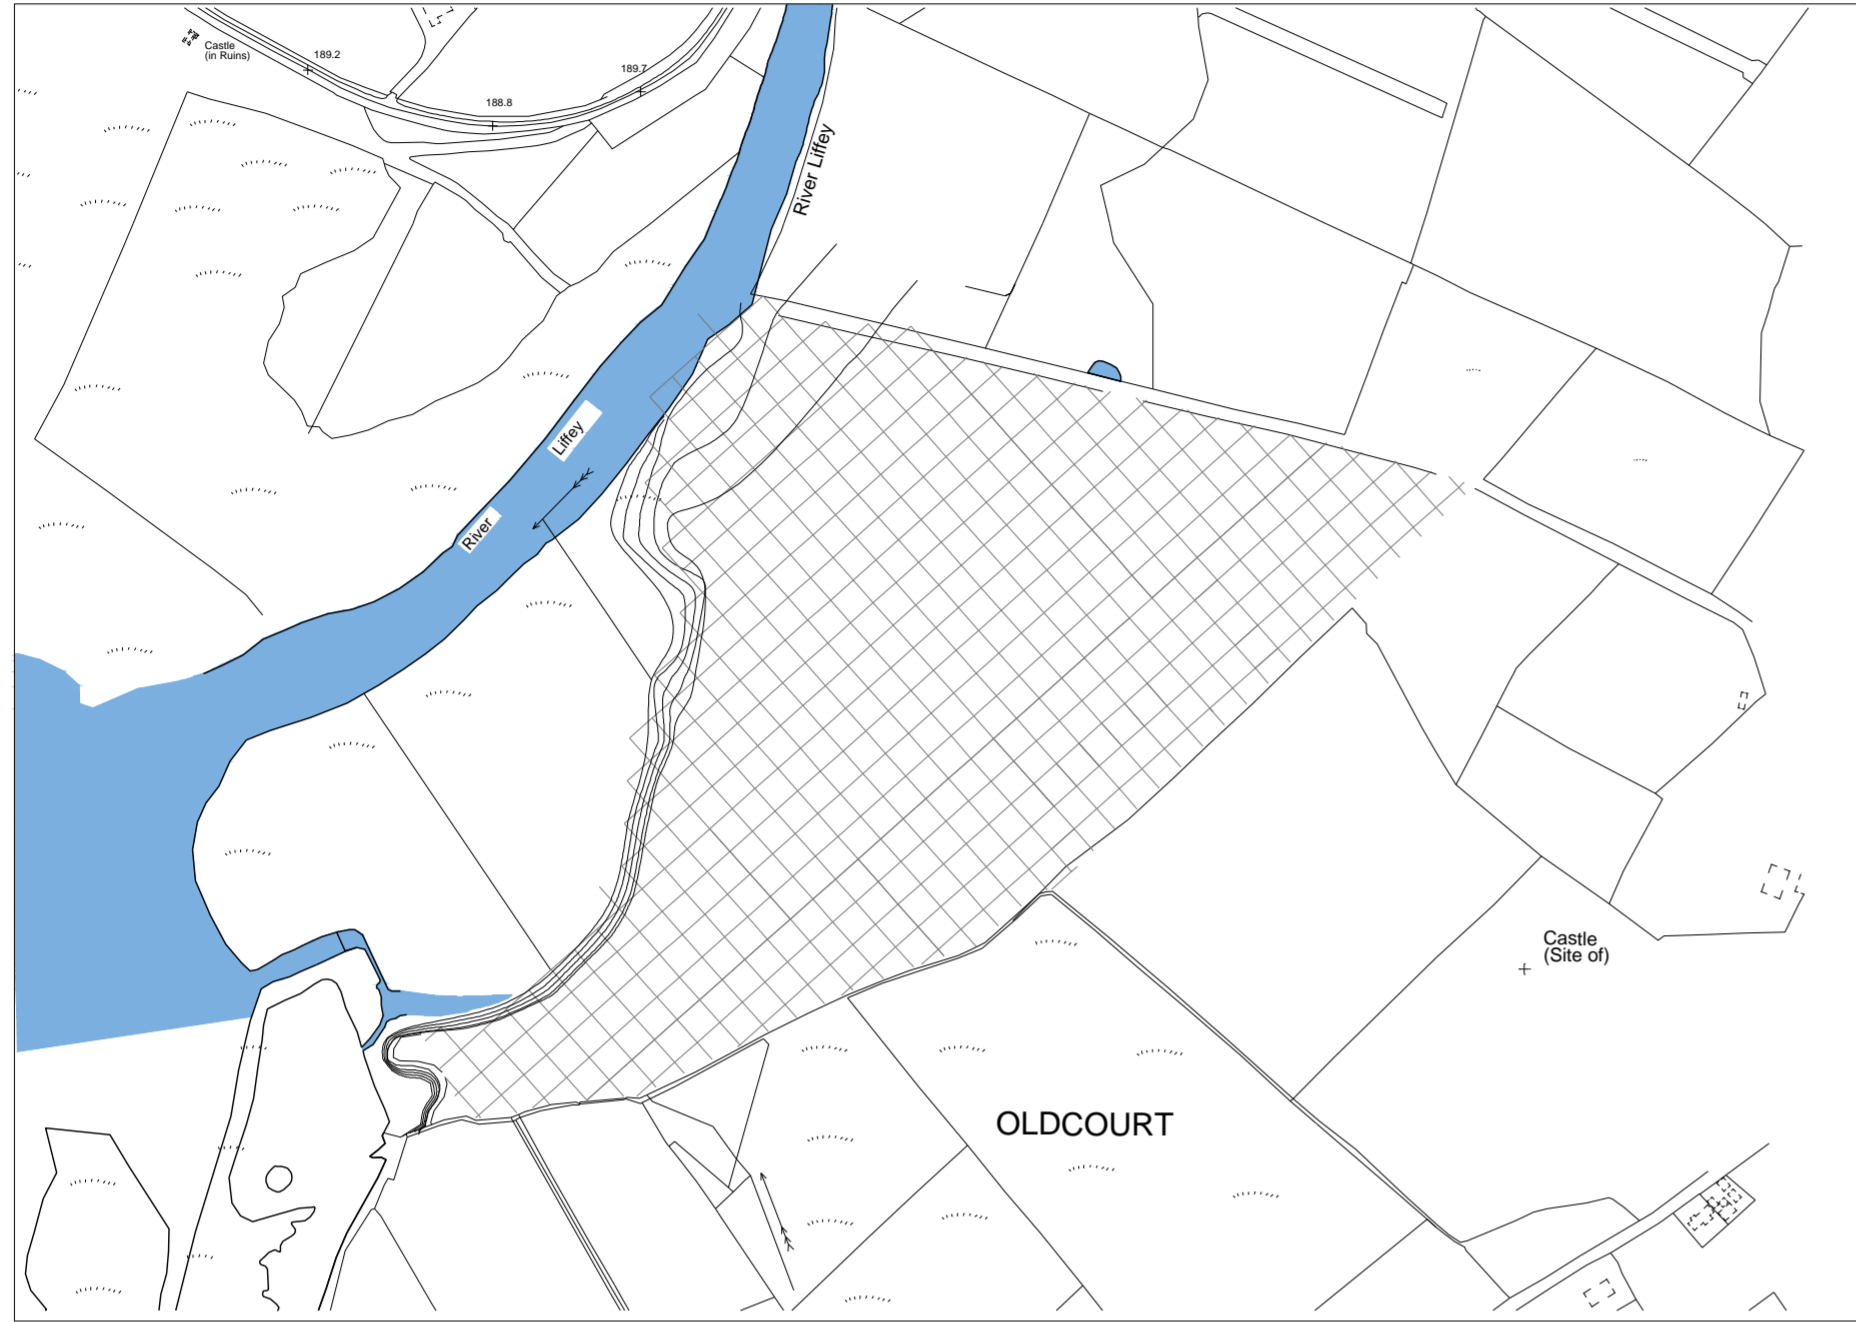 Castle
(in Ruins)
189.2
189.7
188.8
River Liffey
Liffey
River
Castle
(Site of)
OLDCOURT